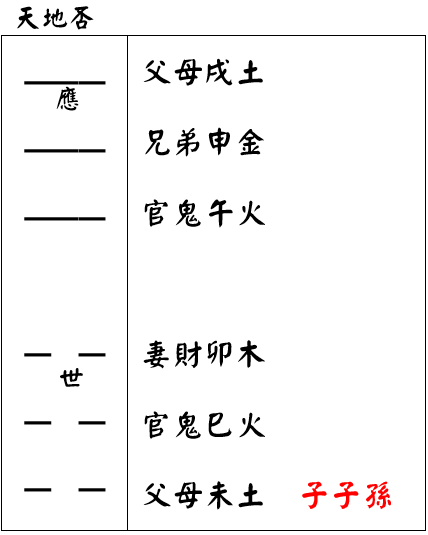 天地否
父母戌土
應
兄弟申金
官鬼午火
妻財卯木
世
官鬼巳火
父母未土 子子孫